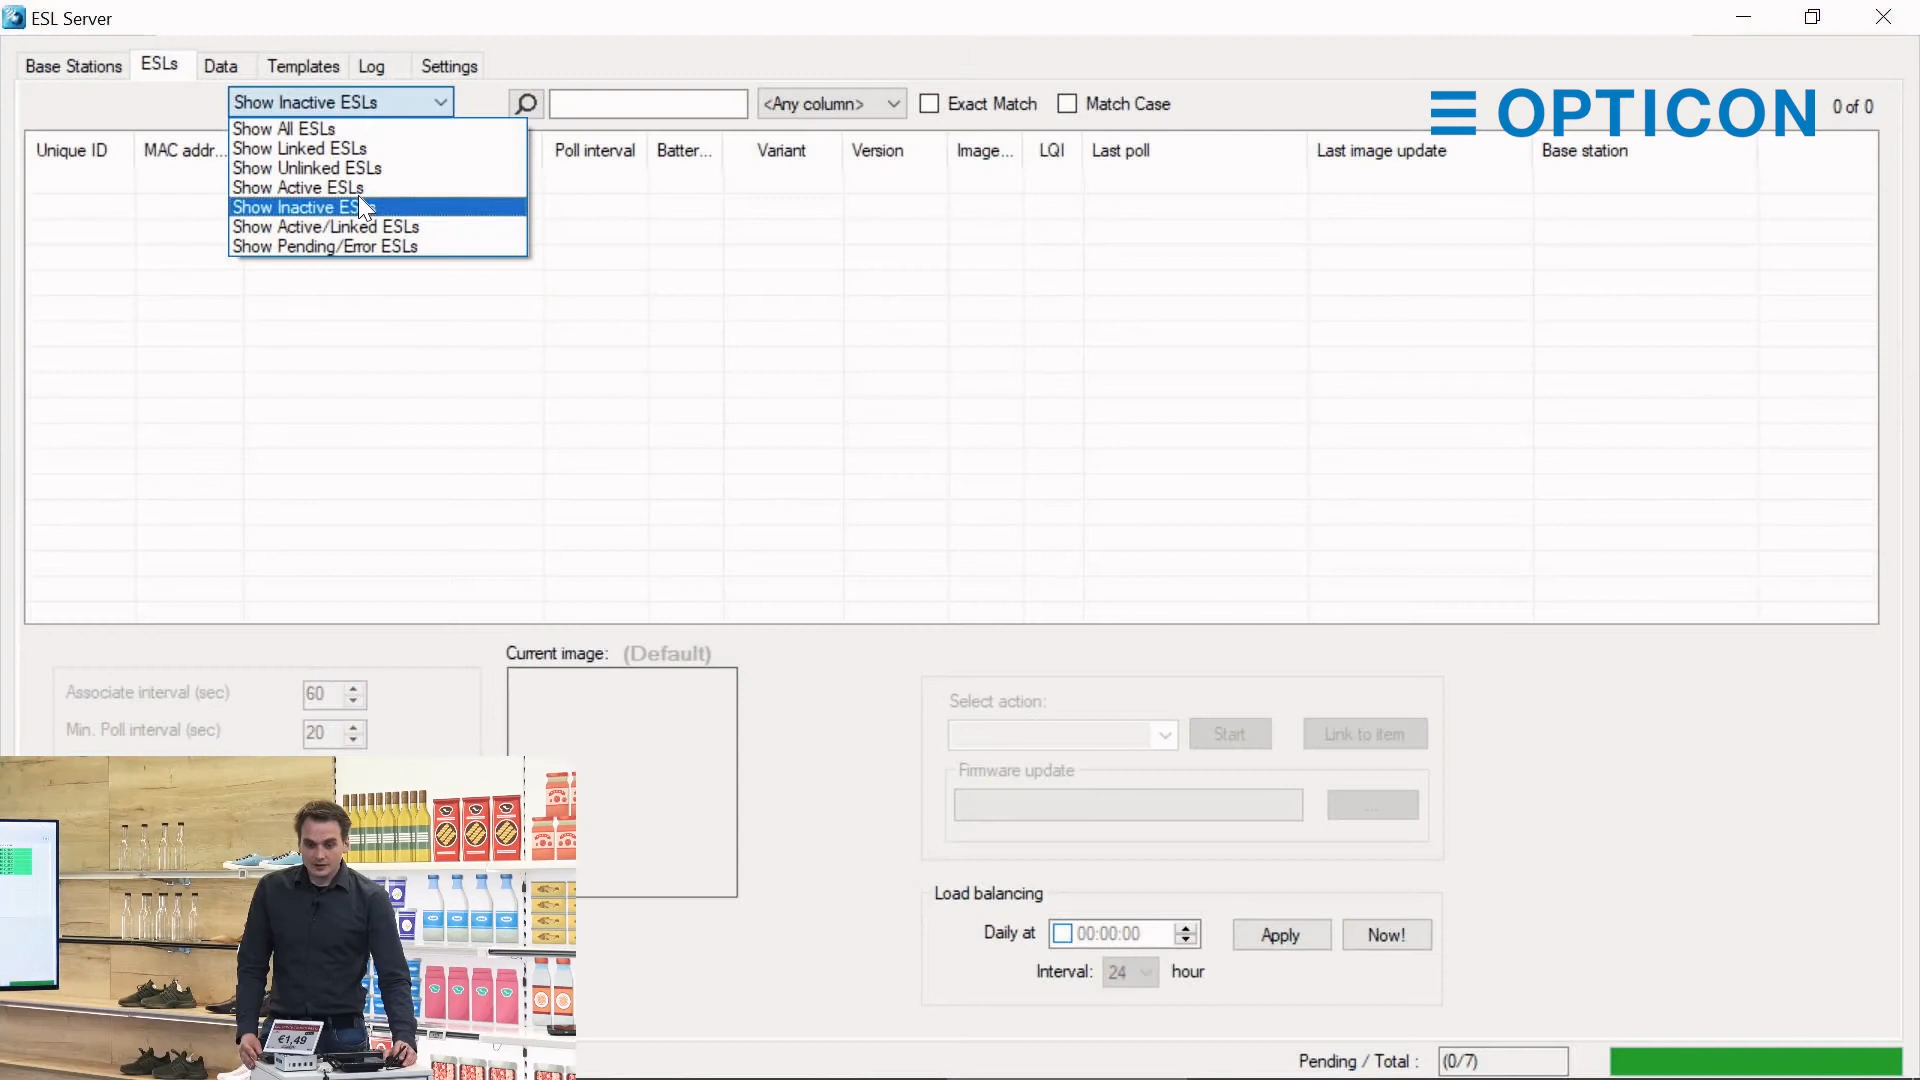 ESL Server
Base Stations ESLs Data Templates Log Settings
Show Inactive ESLs <Any column> Exact Match Match Case OPTICON 0 of 0
Show All ESLs
Show Linked ESLs
Show Unlinked ESLs
Show Active ESLs
Show Inactive ESLs
Show Active/Linked ESLs
Show Pending/Error ESLs
Unique ID MAC addr... Poll interval Batter... Variant Version Image... LQI Last poll Last image update Base station
Current image: (Default)
Associate interval (sec) 60
Min. Poll interval (sec) 20
Select action:
Start Link to item
Firmware update
...
Load balancing
Daily at 00:00:00 Apply Now!
Interval: 24 hour
€1,49
Pending / Total : (0/7)